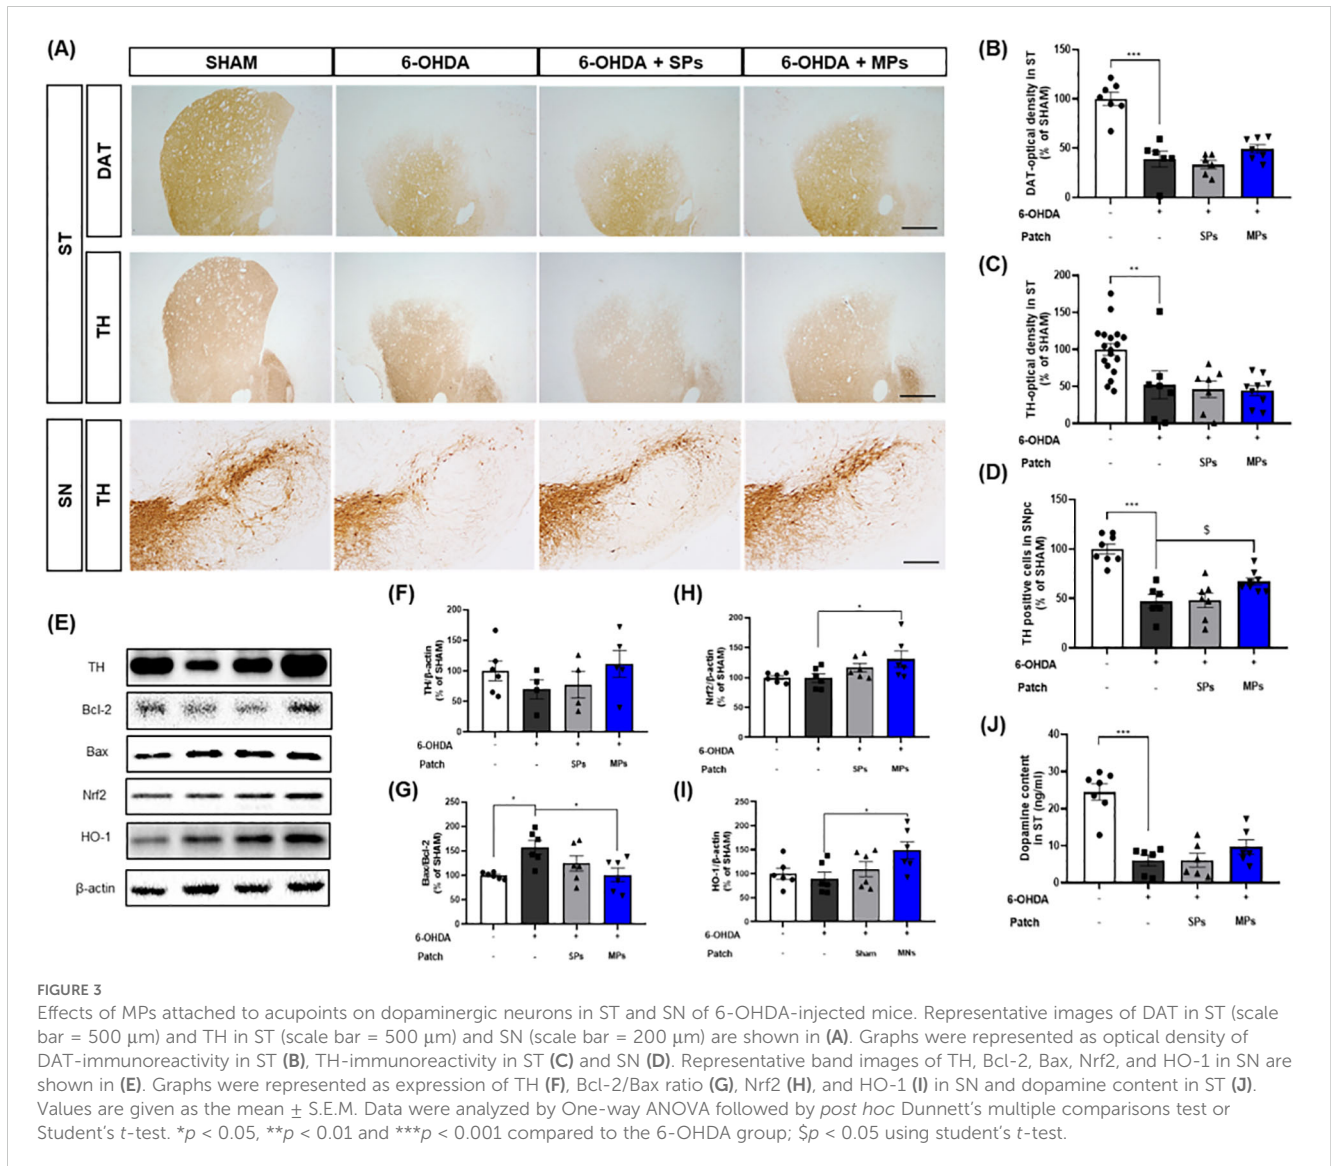 (A)
SHAM
6-OHDA
6-OHDA + SPs
6-OHDA + MPs
ST
DAT
TH
SN
TH
(B)
DAT-optical density in ST
(% of SHAM)
150
100
50
0
***
6-OHDA
- + + +
Patch
- - SPs MPs
(C)
TH-optical density in ST
(% of SHAM)
200
150
100
50
0
**
6-OHDA
- + + +
Patch
- - SPs MPs
(D)
TH positive cells in SNpc
(% of SHAM)
150
100
50
0
***
$
6-OHDA
- + + +
Patch
- - SPs MPs
(E)
TH
Bcl-2
Bax
Nrf2
HO-1
β-actin
(F)
TH/β-actin
(% of SHAM)
200
150
100
50
0
6-OHDA
- + + +
Patch
- - SPs MPs
(G)
Bax/Bcl-2
(% of SHAM)
250
200
150
100
50
0
*
*
6-OHDA
- + + +
Patch
- - SPs MPs
(H)
Nrf2/β-actin
(% of SHAM)
200
150
100
50
0
*
6-OHDA
- + + +
Patch
- - SPs MPs
(I)
HO-1/β-actin
(% of SHAM)
250
200
150
100
50
0
*
6-OHDA
- + + +
Patch
- - Sham MNs
(J)
Dopamine content
in ST (ng/ml)
40
30
20
10
0
***
6-OHDA
- + + +
Patch
- - SPs MPs
FIGURE 3
Effects of MPs attached to acupoints on dopaminergic neurons in ST and SN of 6-OHDA-injected mice. Representative images of DAT in ST (scale
bar = 500 µm) and TH in ST (scale bar = 500 µm) and SN (scale bar = 200 µm) are shown in (A). Graphs were represented as optical density of
DAT-immunoreactivity in ST (B), TH-immunoreactivity in ST (C) and SN (D). Representative band images of TH, Bcl-2, Bax, Nrf2, and HO-1 in SN are
shown in (E). Graphs were represented as expression of TH (F), Bcl-2/Bax ratio (G), Nrf2 (H), and HO-1 (I) in SN and dopamine content in ST (J).
Values are given as the mean ± S.E.M. Data were analyzed by One-way ANOVA followed by post hoc Dunnett's multiple comparisons test or
Student's t-test. *p < 0.05, **p < 0.01 and ***p < 0.001 compared to the 6-OHDA group; $p < 0.05 using student's t-test.